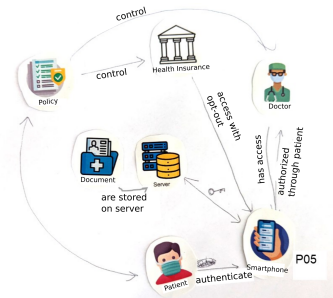 control
Health Insurance
control
Policy
Doctor
access with
opt-out
has access
authorized
through patient
Document
Server
are stored
on server
Smartphone
P05
Patient
authenticate